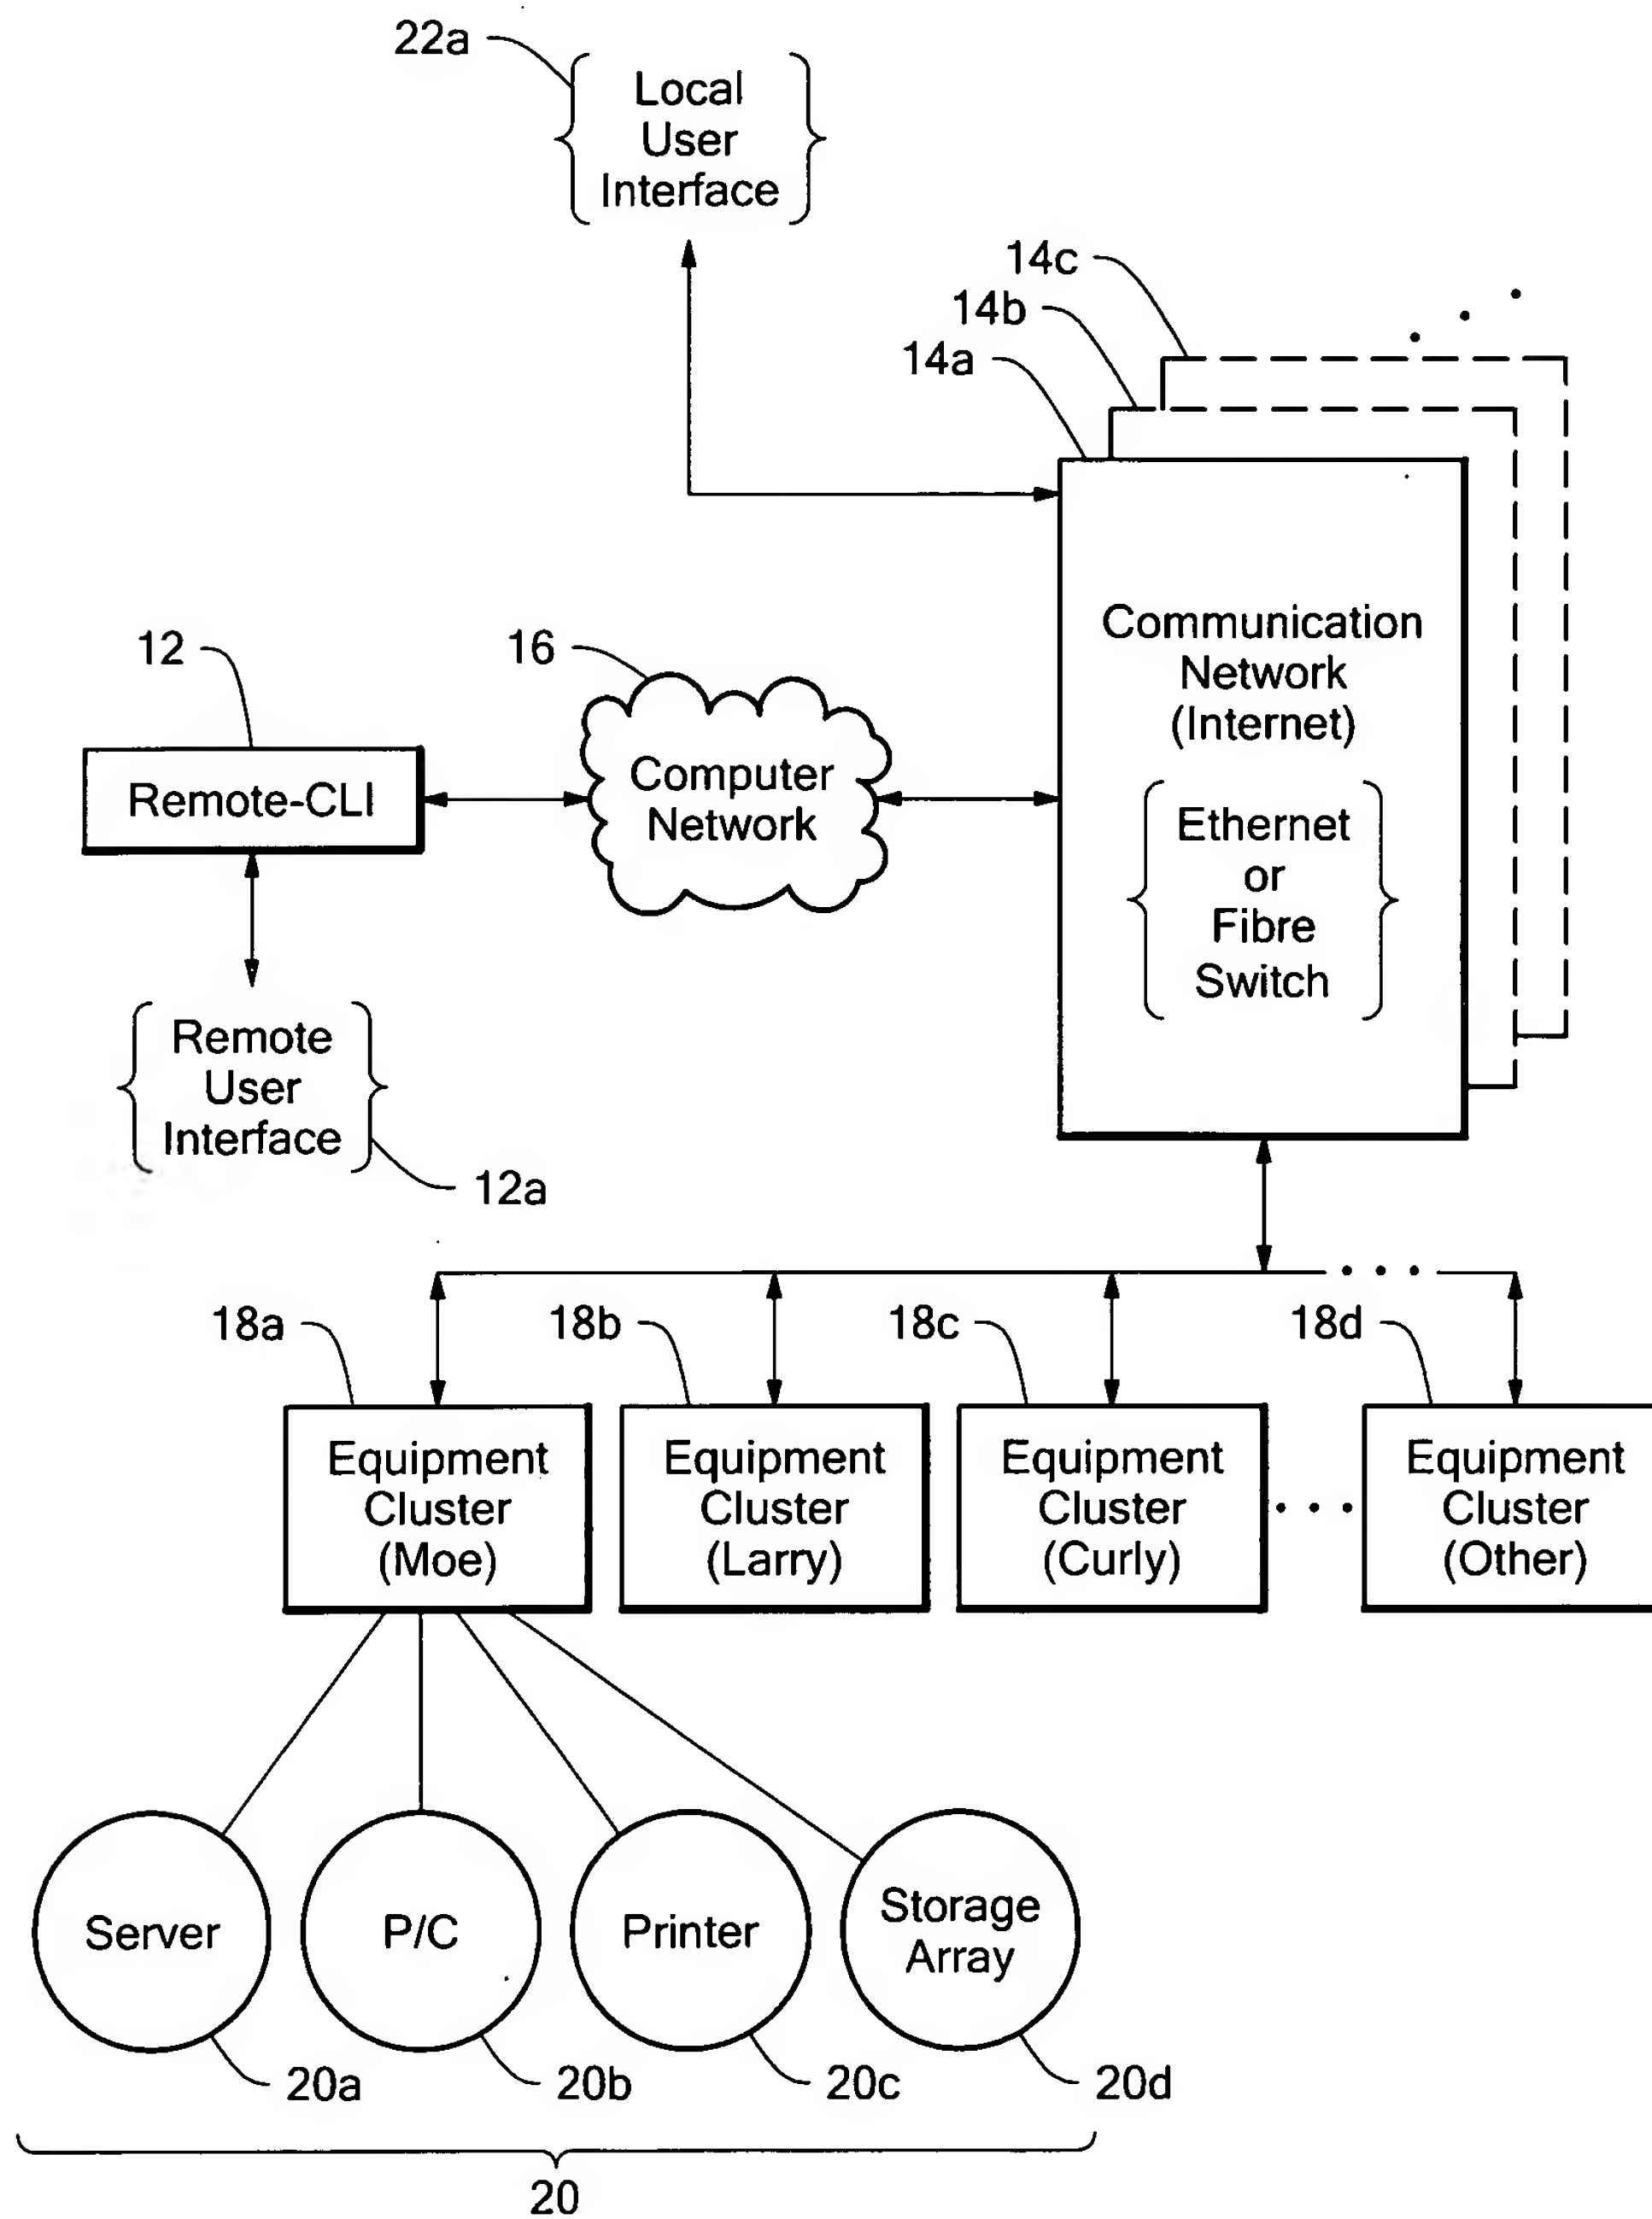 22a
Local
User
Interface
14c
14b
14a
Communication
Network
(Internet)
Ethernet
or
Fibre
Switch
12
16
Remote-CLI
Computer
Network
Remote
User
Interface
12a
18a
18b
18c
18d
Equipment
Cluster
(Moe)
Equipment
Cluster
(Larry)
Equipment
Cluster
(Curly)
Equipment
Cluster
(Other)
Server
P/C
Printer
Storage
Array
20a
20b
20c
20d
20